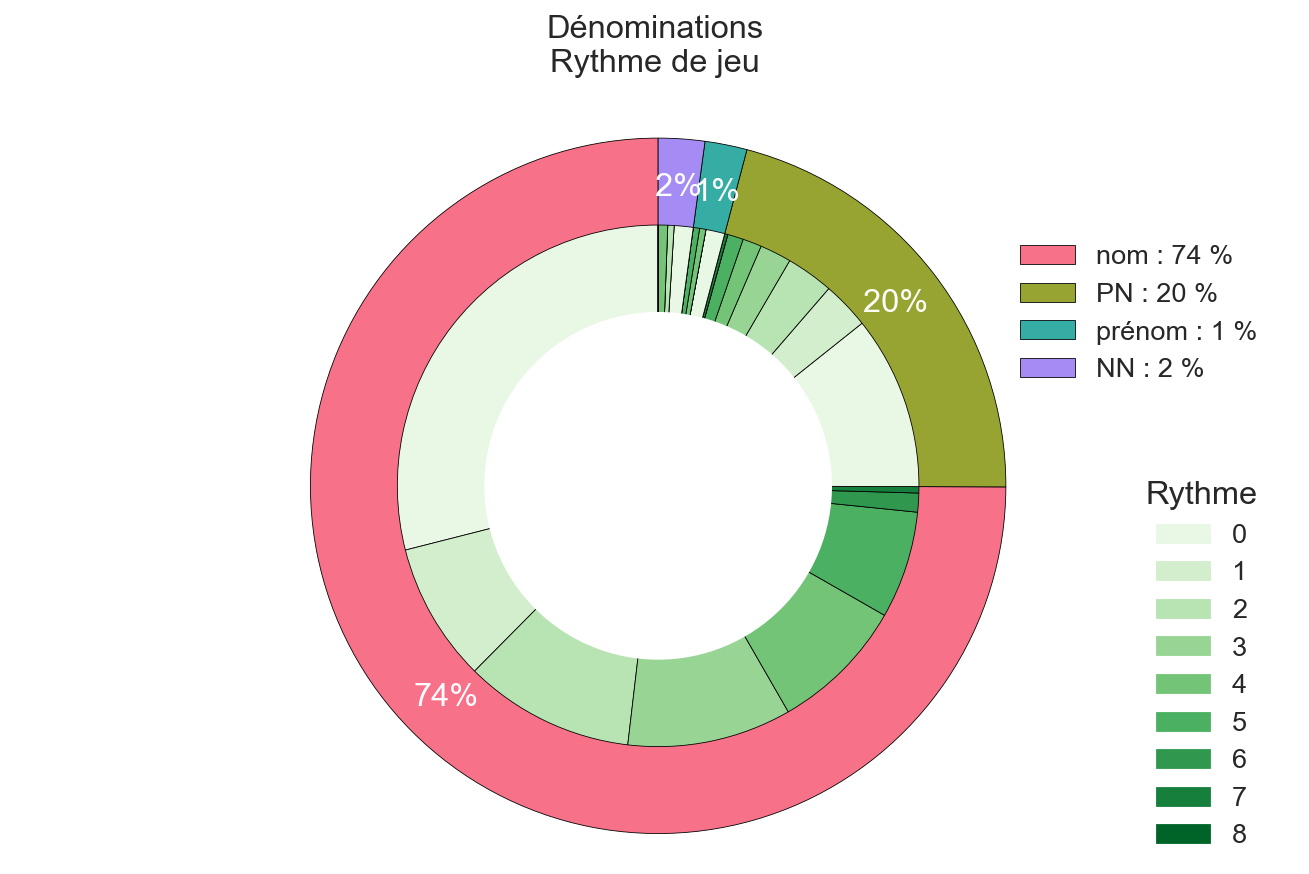 Dénominations
Rythme de jeu
2%
1%
20%
74%
nom : 74 %
PN : 20 %
prénom : 1 %
NN : 2 %
Rythme
0
1
2
3
4
5
6
7
8